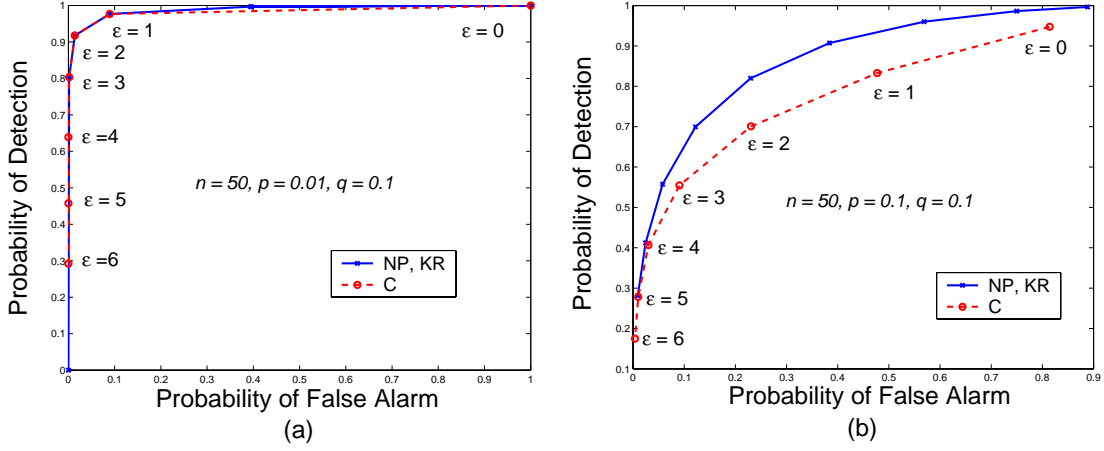 1
0.9
0.8
0.7
0.6
0.5
0.4
0.3
0.2
0.1
0
0 0.1 0.2 0.3 0.4 0.5 0.6 0.7 0.8 0.9 1
Probability of Detection
Probability of False Alarm
(a)
ε = 1
ε = 0
ε = 2
ε = 3
ε =4
ε = 5
ε =6
n = 50, p = 0.01, q = 0.1
NP, KR
C
1
0.9
0.8
0.7
0.6
0.5
0.4
0.3
0.2
0.1
0 0.1 0.2 0.3 0.4 0.5 0.6 0.7 0.8 0.9
Probability of Detection
Probability of False Alarm
(b)
ε = 0
ε = 1
ε = 2
ε = 3
ε = 4
ε = 5
ε = 6
n = 50, p = 0.1, q = 0.1
NP, KR
C